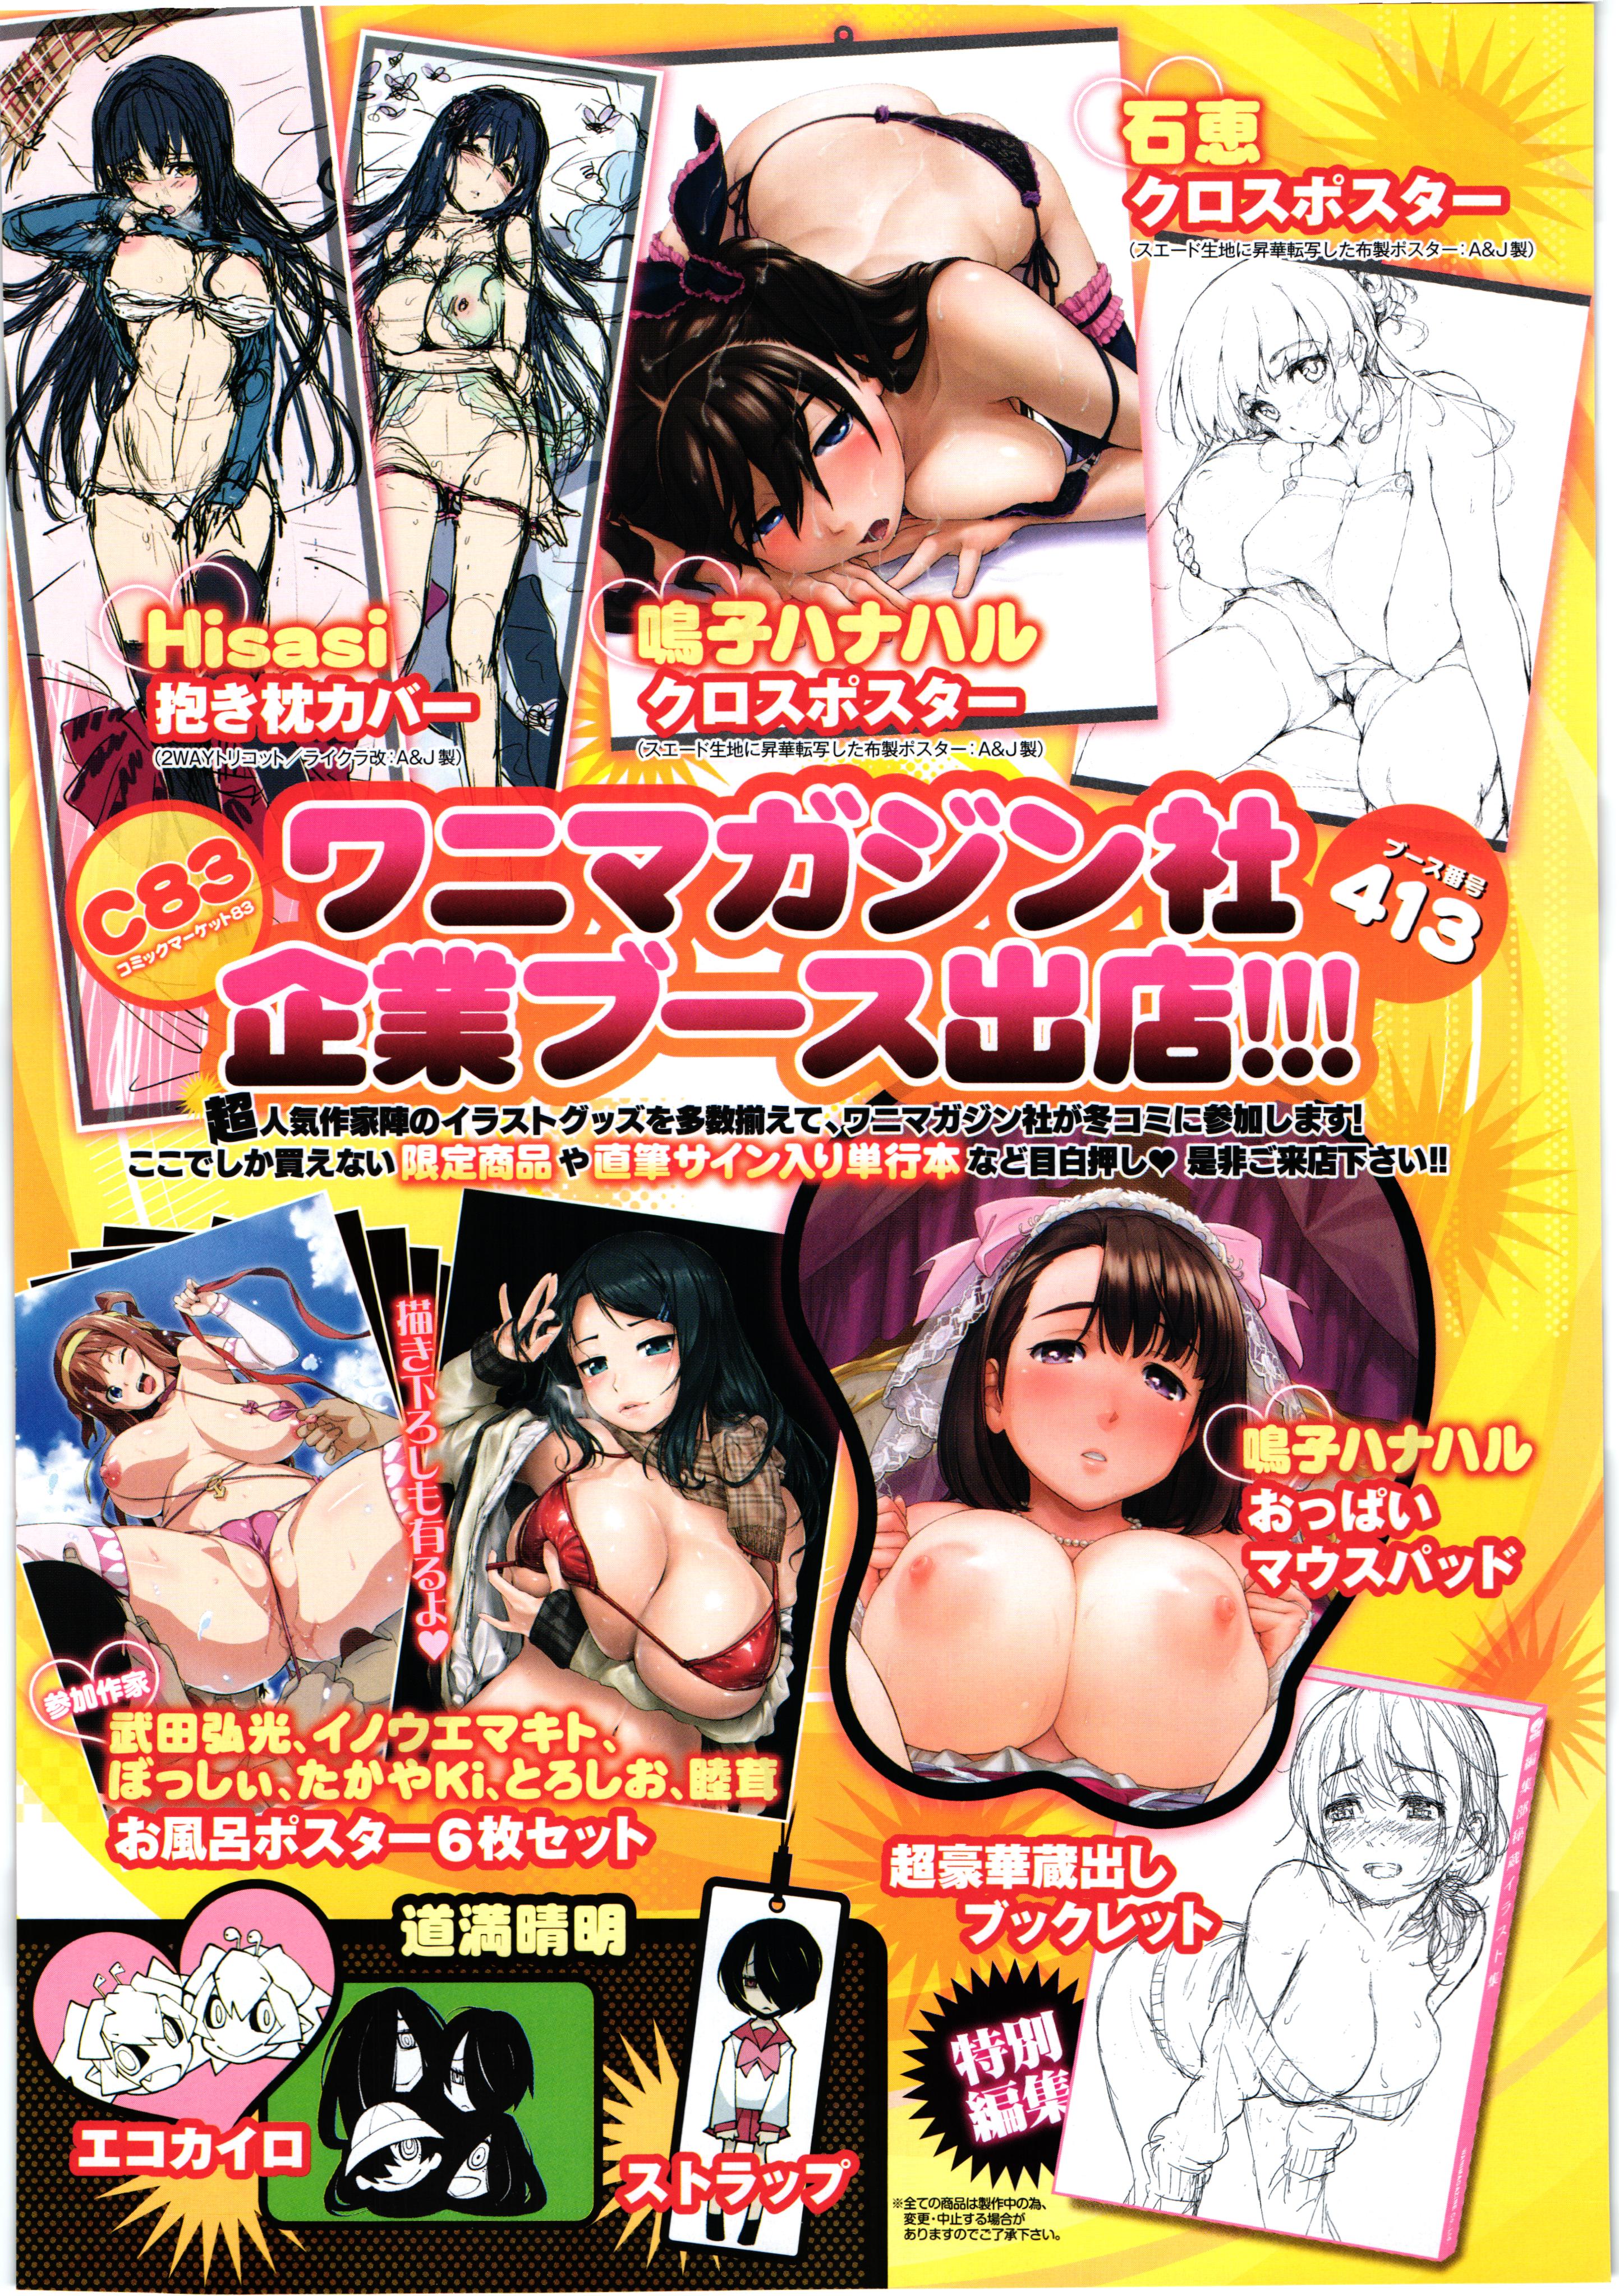 石恵
クロスポスター
(スエード生地に昇華転写した布製ポスター:A&J製)
Hisasi
抱き枕カバー
(2WAYトリコット/ライクラ改:A&J製)
鳴子ハナハル
クロスポスター
(スエード生地に昇華転写した布製ポスター:A&J製)
C83
コミックマーケット83
ワニマガジン社
ブース番号
413
企業ブース出店!!!
超人気作家陣のイラストグッズを多数揃えて、ワニマガジン社が冬コミに参加します!
ここでしか買えない限定商品や直筆サイン入り単行本など目白押し♥ 是非ご来店下さい!!
描き下ろしも有るよ♥
鳴子ハナハル
おっぱい
マウスパッド
参加作家
武田弘光、イノウエマキト、
ぼっしぃ、たかやKi、とろしお、睦茸
お風呂ポスター6枚セット
超豪華蔵出し
ブックレット
特別
編集
編集部秘蔵イラスト集
道満晴明
エコカイロ
ストラップ
※全ての商品は製作中の為、
変更・中止する場合が
ありますのでご了承下さい。